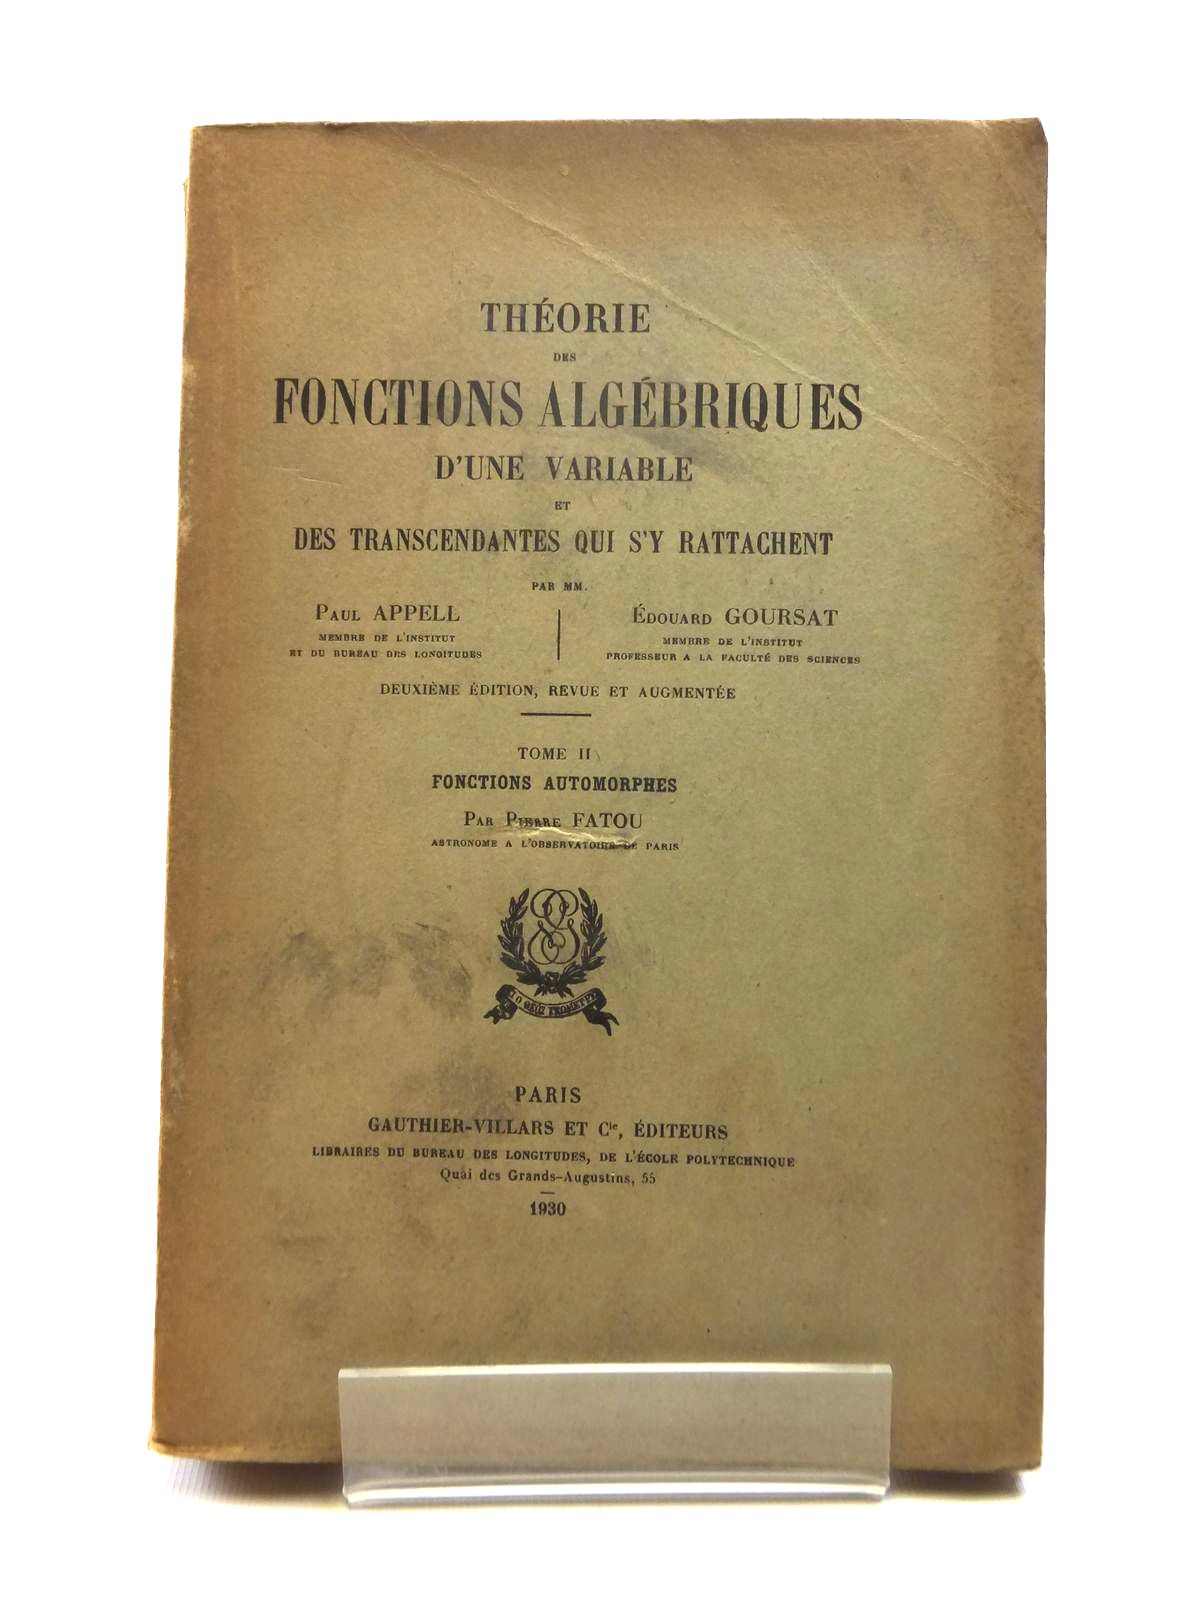 THÉORIE
DES
FONCTIONS ALGÉBRIQUES
D'UNE VARIABLE
ET
DES TRANSCENDANTES QUI S'Y RATTACHENT
PAR MM.
PAUL APPELL
MEMBRE DE L'INSTITUT
ET DU BUREAU DES LONGITUDES
ÉDOUARD GOURSAT
MEMBRE DE L'INSTITUT
PROFESSEUR A LA FACULTÉ DES SCIENCES
DEUXIÈME ÉDITION, REVUE ET AUGMENTÉE
TOME II
FONCTIONS AUTOMORPHES
PAR PIERRE FATOU
ASTRONOME A L'OBSERVATOIRE DE PARIS
PARIS
GAUTHIER-VILLARS ET Cie, ÉDITEURS
LIBRAIRES DU BUREAU DES LONGITUDES, DE L'ÉCOLE POLYTECHNIQUE
Quai des Grands-Augustins, 55
1930